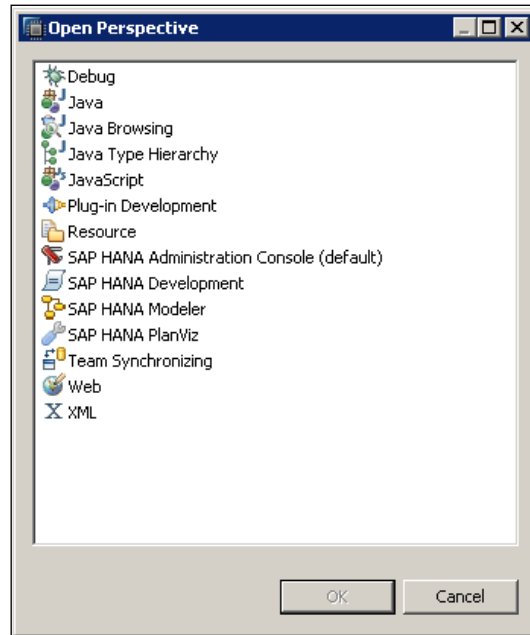 Open Perspective
Debug
Java
Java Browsing
Java Type Hierarchy
JavaScript
Plug-in Development
Resource
SAP HANA Administration Console (default)
SAP HANA Development
SAP HANA Modeler
SAP HANA PlanViz
Team Synchronizing
Web
XML
OK
Cancel